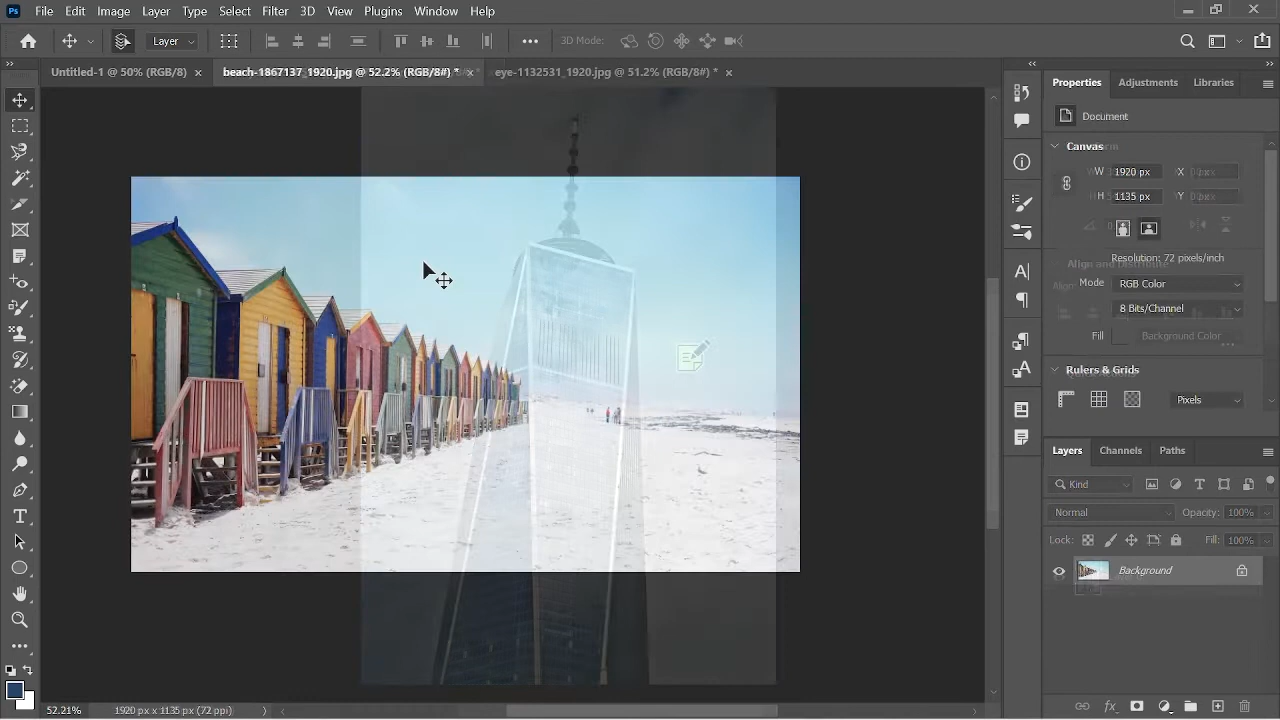 Ps File Edit Image Layer Type Select Filter 3D View Plugins Window Help
Layer 3D Mode:
Untitled-1 @ 50% (RGB/8) × beach-1867137_1920.jpg @ 52.2% (RGB/8#) * × eye-1132531_1920.jpg @ 51.2% (RGB/8#) * ×
Properties Adjustments Libraries
Document
Canvas
W 1920 px X
H 1135 px Y
Resolution: 72 pixels/inch
Mode RGB Color
8 Bits/Channel
Fill Background Color
Rulers & Grids
Pixels
Layers Channels Paths
Kind
Normal Opacity: 100%
Lock: Fill: 100%
Background
52.21% 1920 px x 1135 px (72 ppi)